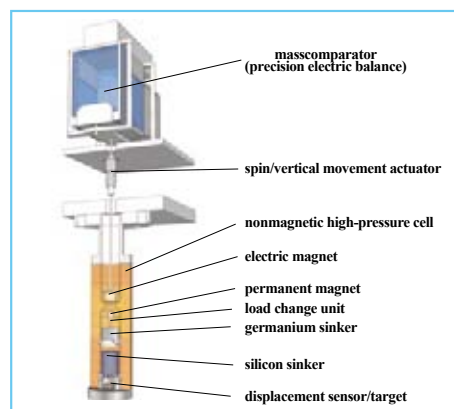 masscomparator
(precision electric balance)
spin/vertical movement actuator
nonmagnetic high-pressure cell
electric magnet
permanent magnet
load change unit
germanium sinker
silicon sinker
displacement sensor/target